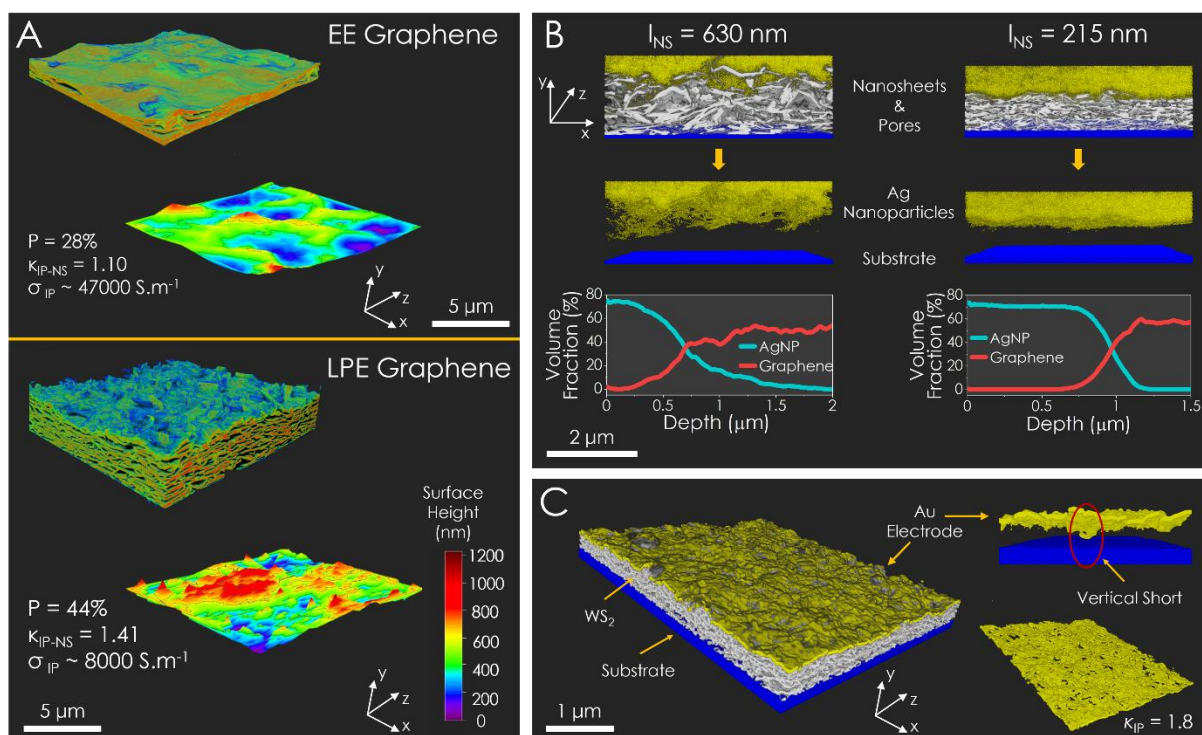 A
EE Graphene
P = 28%
κIP-NS = 1.10
σIP ~ 47000 S.m⁻¹
y
z
x
5 μm
LPE Graphene
Surface
Height
(nm)
1200
1000
800
600
400
200
0
P = 44%
κIP-NS = 1.41
σIP ~ 8000 S.m⁻¹
5 μm
y
z
x
B
lNS = 630 nm
lNS = 215 nm
y
z
x
Nanosheets
&
Pores
Ag
Nanoparticles
Substrate
Volume
Fraction (%)
80
60
40
20
0
AgNP
Graphene
0
0.5
1
1.5
2
Depth (μm)
2 μm
Volume
Fraction (%)
80
60
40
20
0
AgNP
Graphene
0
0.5
1
1.5
Depth (μm)
C
Au
Electrode
WS₂
Substrate
Vertical Short
1 μm
y
z
x
κIP = 1.8